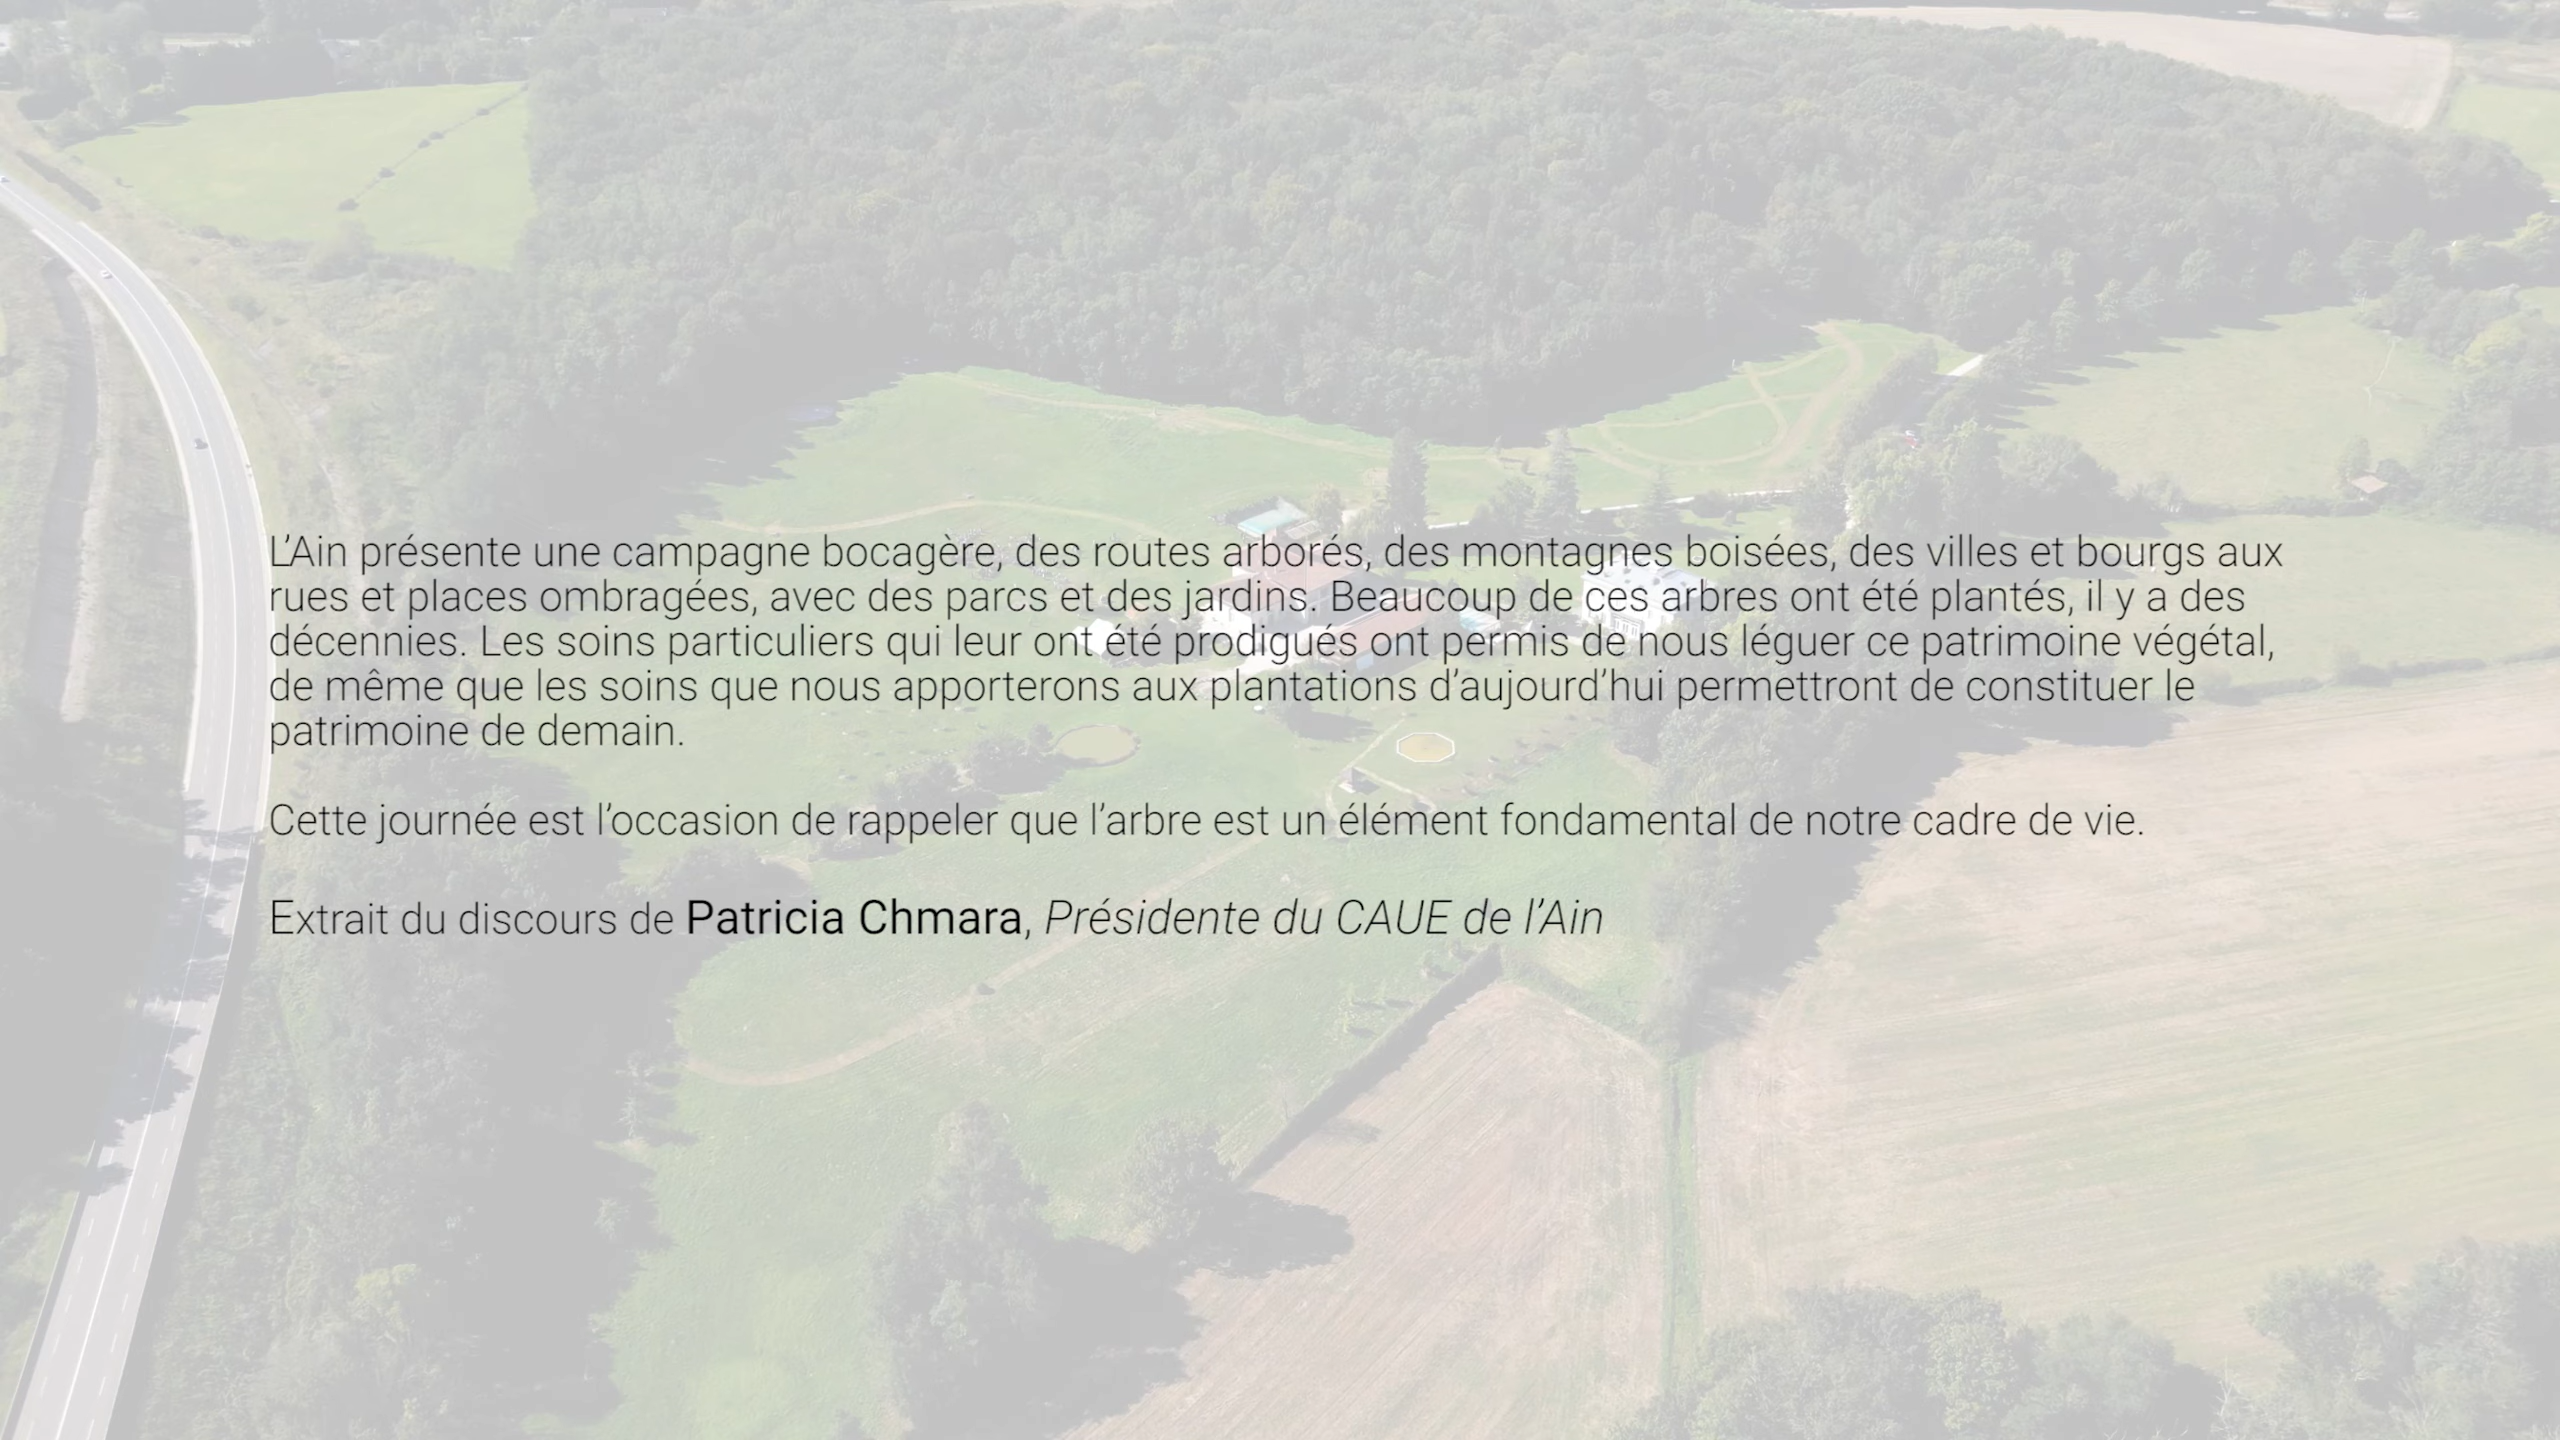 L’Ain présente une campagne bocagère, des routes arborés, des montagnes boisées, des villes et bourgs aux
rues et places ombragées, avec des parcs et des jardins. Beaucoup de ces arbres ont été plantés, il y a des
décennies. Les soins particuliers qui leur ont été prodigués ont permis de nous léguer ce patrimoine végétal,
de même que les soins que nous apporterons aux plantations d’aujourd’hui permettront de constituer le
patrimoine de demain.
Cette journée est l’occasion de rappeler que l’arbre est un élément fondamental de notre cadre de vie.
Extrait du discours de Patricia Chmara, Présidente du CAUE de l’Ain